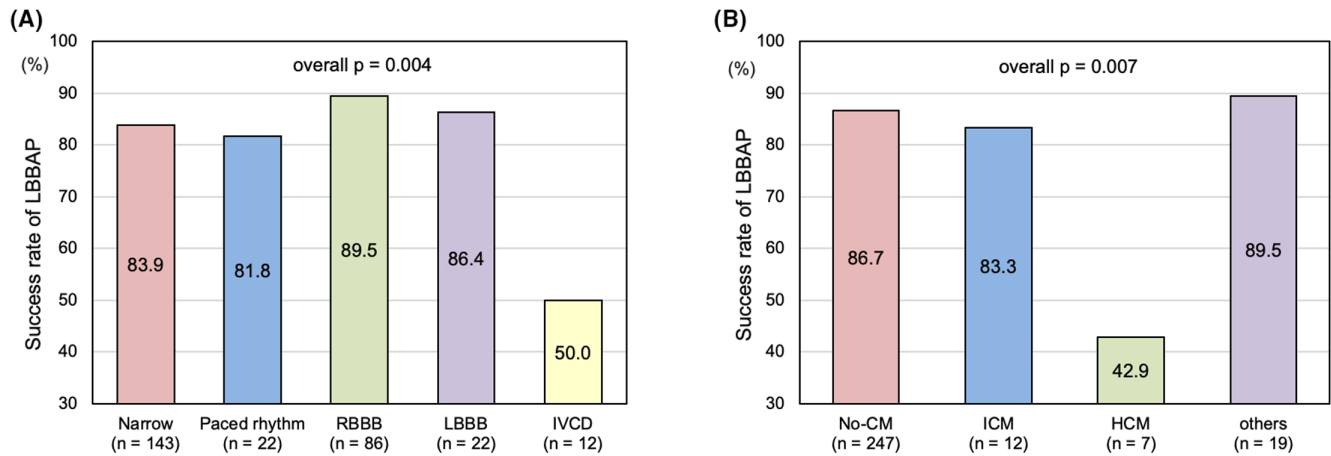 (A)
100
(%)
overall p = 0.004
90
80
70
60
50
40
30
Success rate of LBBAP
83.9
81.8
89.5
86.4
50.0
Narrow
(n = 143)
Paced rhythm
(n = 22)
RBBB
(n = 86)
LBBB
(n = 22)
IVCD
(n = 12)
(B)
100
(%)
overall p = 0.007
90
80
70
60
50
40
30
Success rate of LBBAP
86.7
83.3
42.9
89.5
No-CM
(n = 247)
ICM
(n = 12)
HCM
(n = 7)
others
(n = 19)